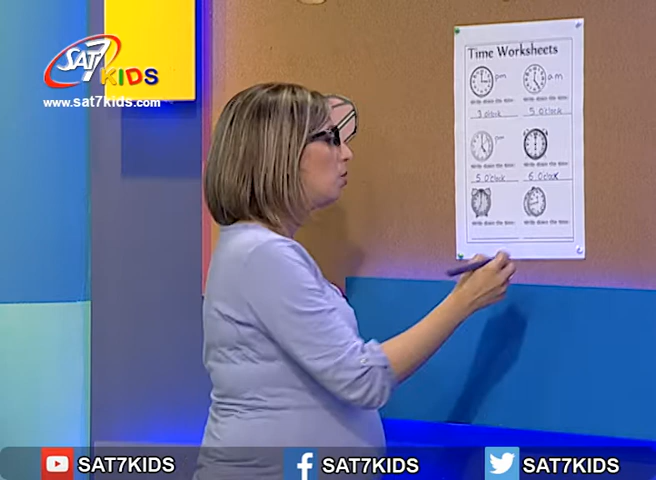 SAT7
KIDS
www.sat7kids.com
Time Worksheets
pm am
Write down the time Write down the time
3 o'clock 5 O'clock
pm
Write down the time Write down the time
5 O'clock 6 O'clock
Write down the time Write down the time
SAT7KIDS SAT7KIDS SAT7KIDS